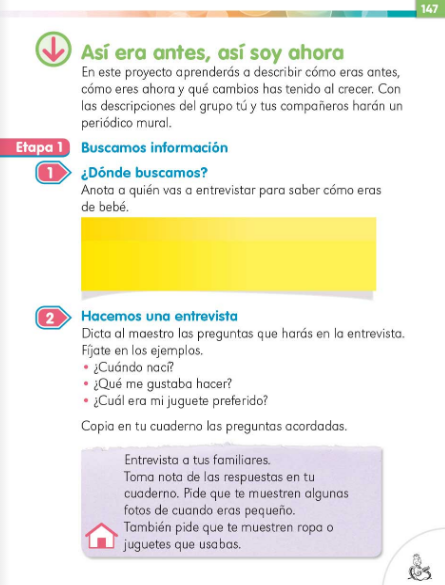 147
Así era antes, así soy ahora
En este proyecto aprenderás a describir cómo eras antes,
cómo eres ahora y qué cambios has tenido al crecer. Con
las descripciones del grupo tú y tus compañeros harán un
periódico mural.
Etapa 1 Buscamos información
1 ¿Dónde buscamos?
Anota a quién vas a entrevistar para saber cómo eras
de bebé.
2 Hacemos una entrevista
Dicta al maestro las preguntas que harás en la entrevista.
Fíjate en los ejemplos.
• ¿Cuándo nací?
• ¿Qué me gustaba hacer?
• ¿Cuál era mi juguete preferido?
Copia en tu cuaderno las preguntas acordadas.
Entrevista a tus familiares.
Toma nota de las respuestas en tu
cuaderno. Pide que te muestren algunas
fotos de cuando eras pequeño.
También pide que te muestren ropa o
juguetes que usabas.